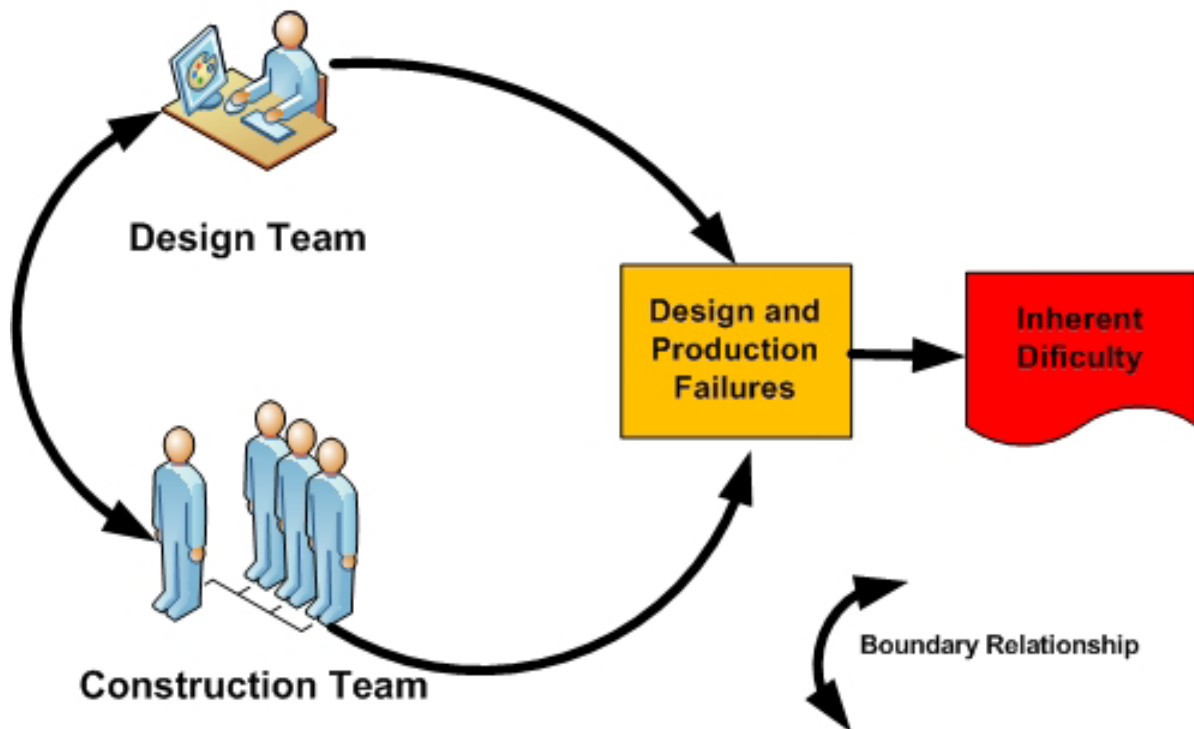 Design Team
Design and
Production
Failures
Inherent
Dificulty
Construction Team
Boundary Relationship